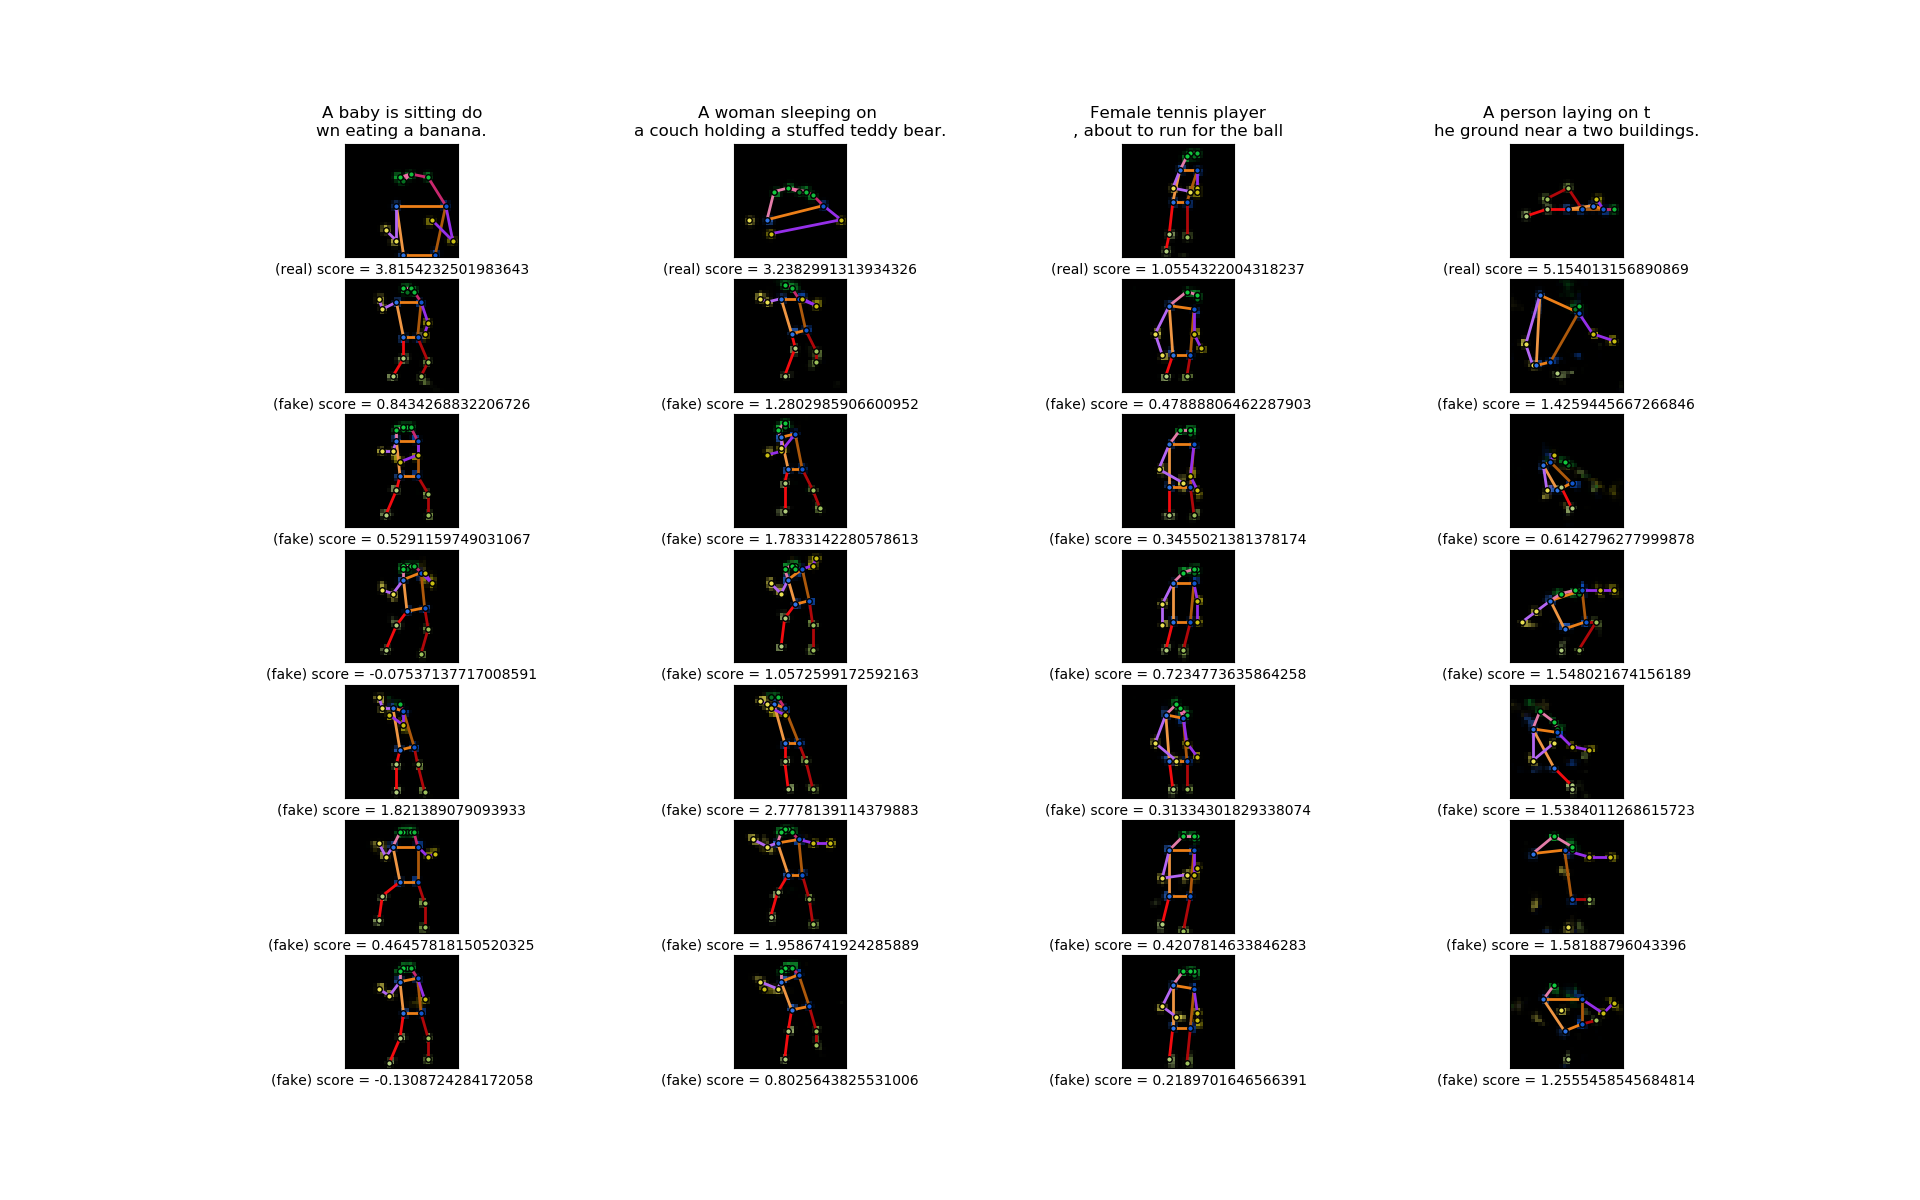 A baby is sitting do
wn eating a banana.
A woman sleeping on
a couch holding a stuffed teddy bear.
Female tennis player
, about to run for the ball
A person laying on t
he ground near a two buildings.
(real) score = 3.8154232501983643
(real) score = 3.2382991313934326
(real) score = 1.0554322004318237
(real) score = 5.154013156890869
(fake) score = 0.8434268832206726
(fake) score = 1.2802985906600952
(fake) score = 0.47888806462287903
(fake) score = 1.4259445667266846
(fake) score = 0.5291159749031067
(fake) score = 1.7833142280578613
(fake) score = 0.3455021381378174
(fake) score = 0.6142796277999878
(fake) score = -0.07537137717008591
(fake) score = 1.0572599172592163
(fake) score = 0.7234773635864258
(fake) score = 1.548021674156189
(fake) score = 1.821389079093933
(fake) score = 2.7778139114379883
(fake) score = 0.31334301829338074
(fake) score = 1.5384011268615723
(fake) score = 0.46457818150520325
(fake) score = 1.9586741924285889
(fake) score = 0.4207814633846283
(fake) score = 1.58188796043396
(fake) score = -0.1308724284172058
(fake) score = 0.8025643825531006
(fake) score = 0.2189701646566391
(fake) score = 1.2555458545684814